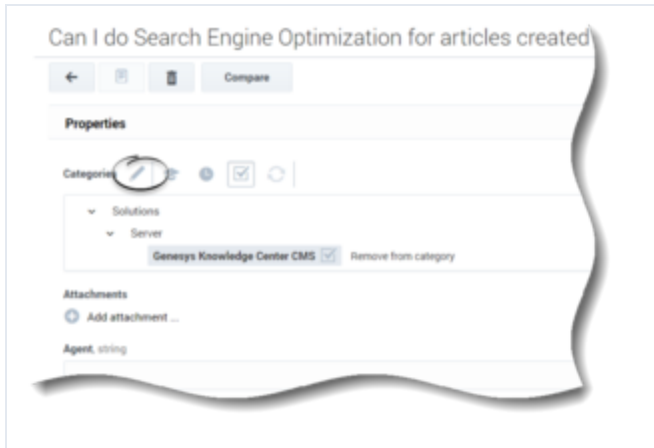 Can I do Search Engine Optimization for articles created
Compare
Properties
Categories
Solutions
Server
Genesys Knowledge Center CMS Remove from category
Attachments
Add attachment ...
Agent, string